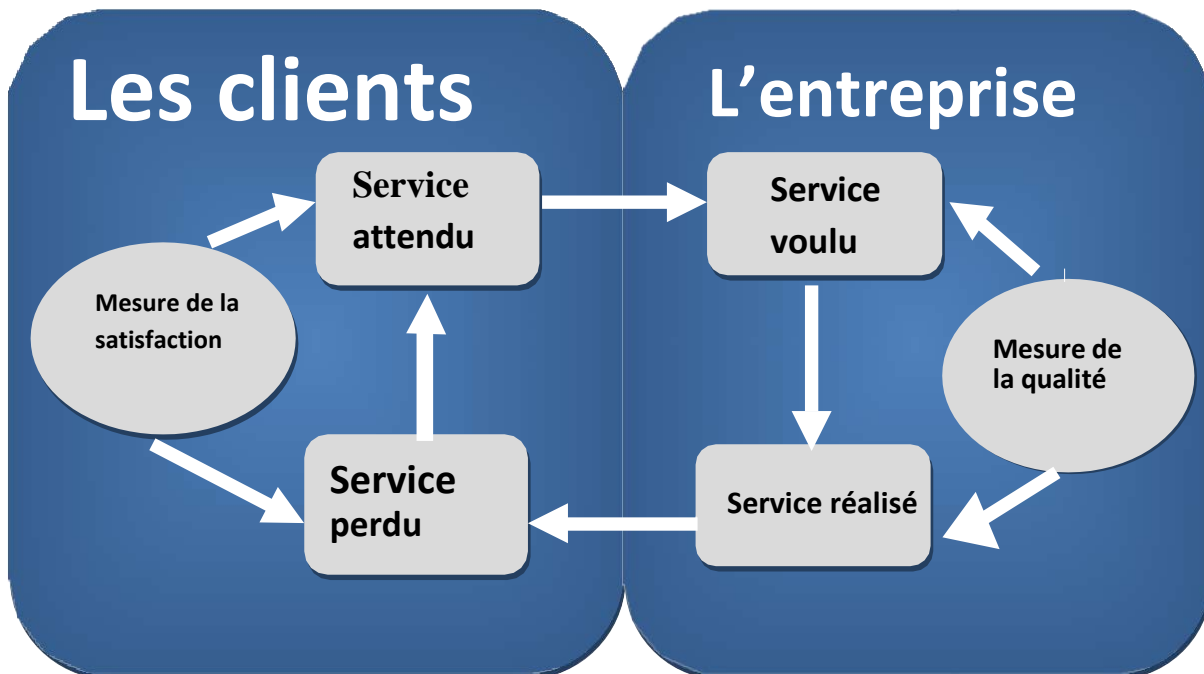 Les clients
L’entreprise
Service
attendu
Service
voulu
Mesure de la
satisfaction
Mesure de
la qualité
Service
perdu
Service réalisé